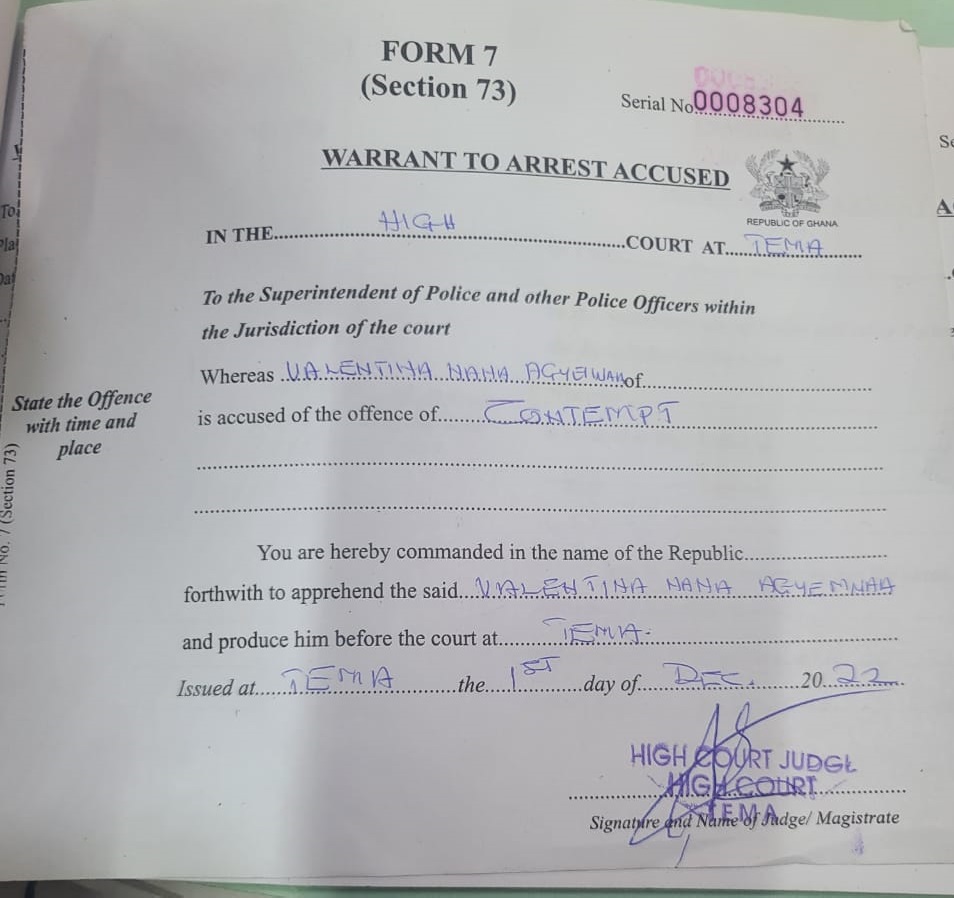 FORM 7
(Section 73)
Serial No. 0008304
WARRANT TO ARREST ACCUSED
REPUBLIC OF GHANA
IN THE HIGH COURT AT TEMA
To the Superintendent of Police and other Police Officers within
the Jurisdiction of the court
Whereas VALENTINA NANA AGYEIWAH of
is accused of the offence of CONTEMPT
State the Offence
with time and
place
You are hereby commanded in the name of the Republic
forthwith to apprehend the said VALENTINA NANA AGYEMNAA
and produce him before the court at TEMA.
Issued at TEMA the 1ST day of DEC. 2022
HIGH COURT JUDGE
HIGH COURT
TEMA
Signature and Name of Judge/ Magistrate
(Section 73)